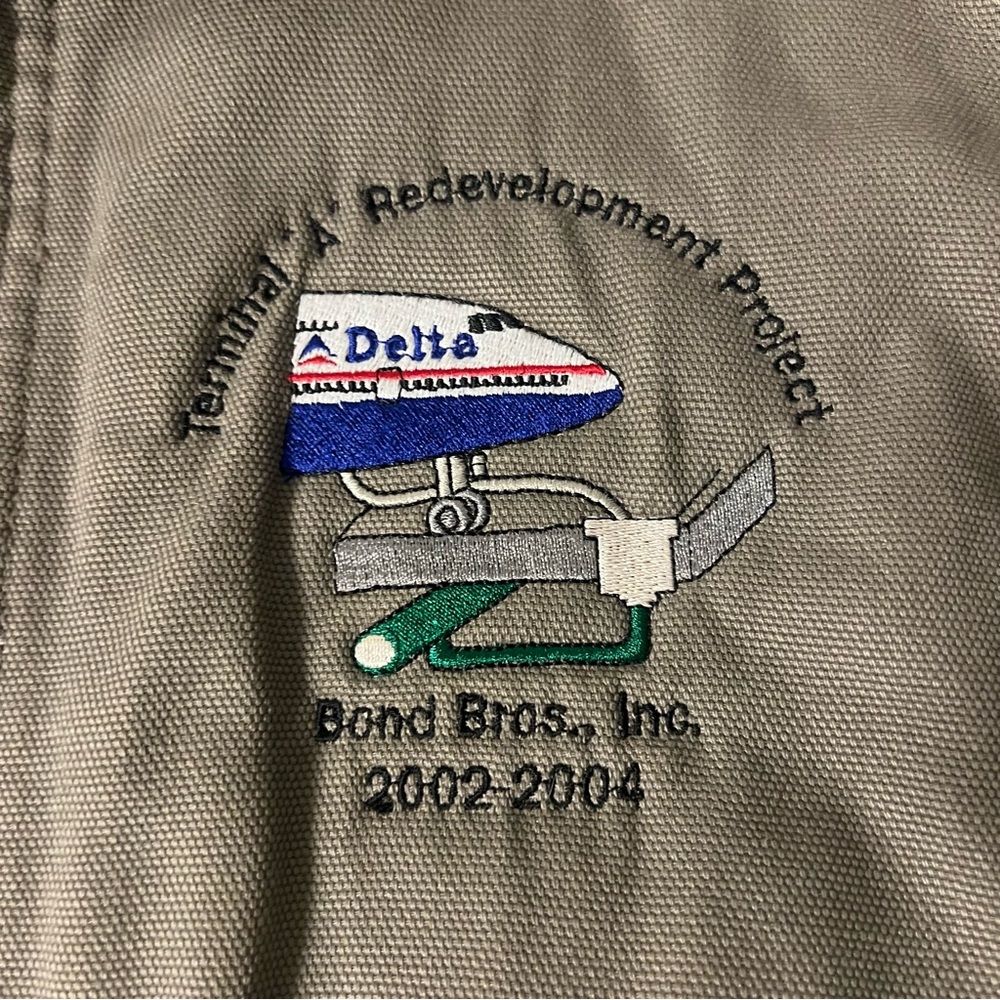 Terminal "A" Redevelopment Project
Delta
Bond Bros., Inc.
2002-2004